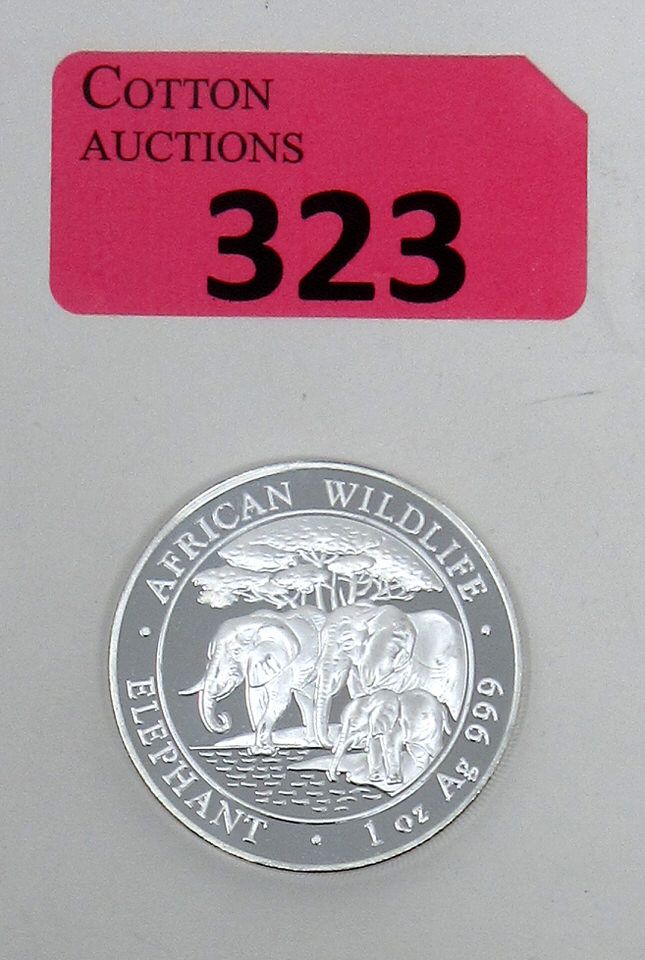 COTTON
AUCTIONS
323
AFRICAN WILDLIFE
ELEPHANT · 1 oz Ag 999